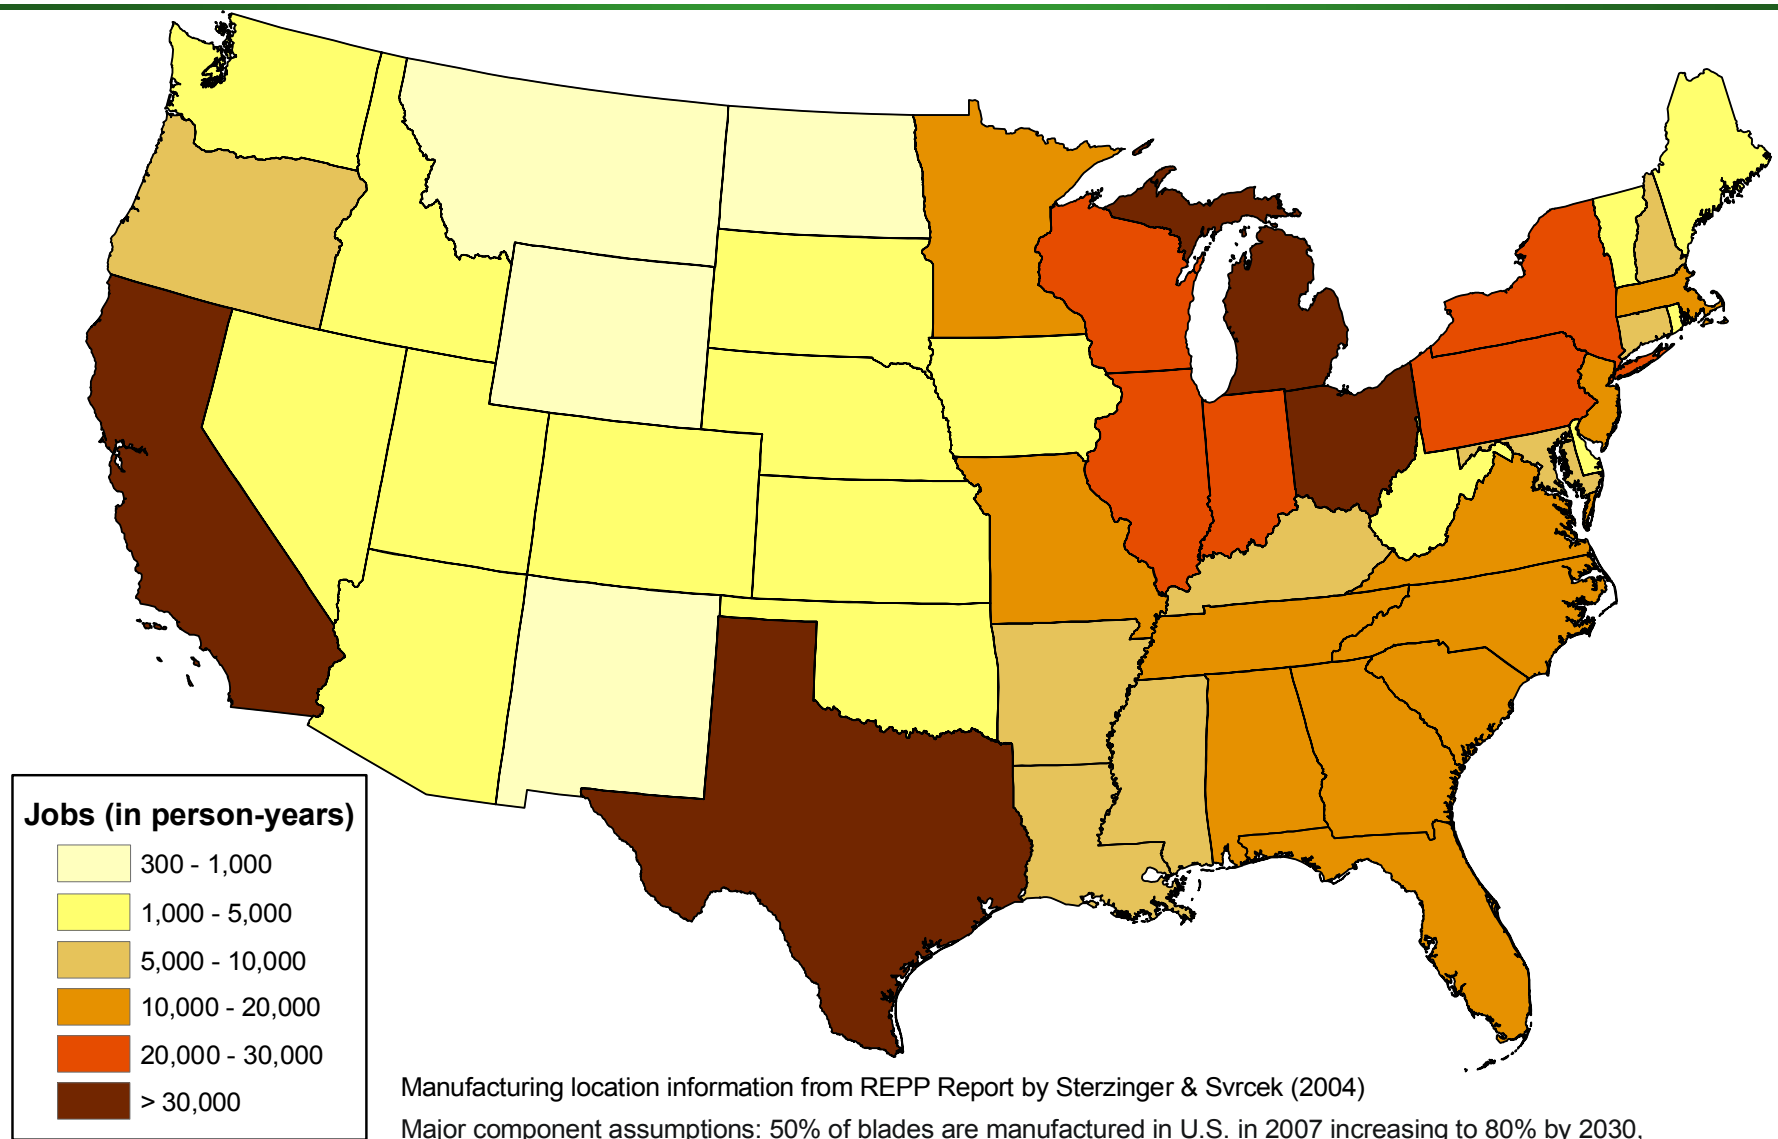 Jobs (in person-years)
300 - 1,000
1,000 - 5,000
5,000 - 10,000
10,000 - 20,000
20,000 - 30,000
> 30,000
Manufacturing location information from REPP Report by Sterzinger & Svrcek (2004)
Major component assumptions: 50% of blades are manufactured in U.S. in 2007 increasing to 80% by 2030,